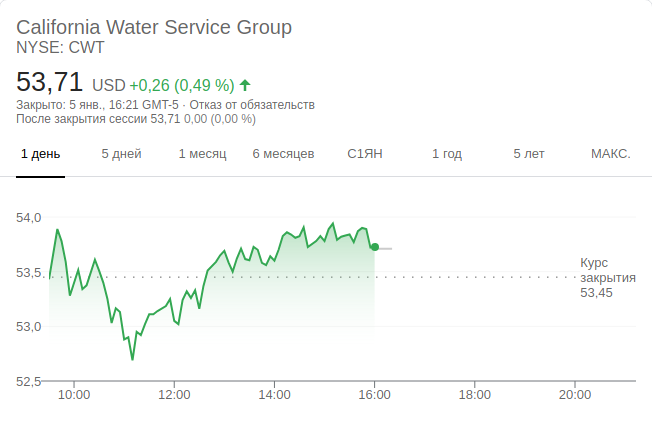 California Water Service Group
NYSE: CWT
53,71 USD +0,26 (0,49 %)
Закрыто: 5 янв., 16:21 GMT-5 · Отказ от обязательств
После закрытия сессии 53,71 0,00 (0,00 %)
1 день 5 дней 1 месяц 6 месяцев С1ЯН 1 год 5 лет МАКС.
54,0
53,5
Курс
закрытия
53,45
53,0
52,5
10:00 12:00 14:00 16:00 18:00 20:00